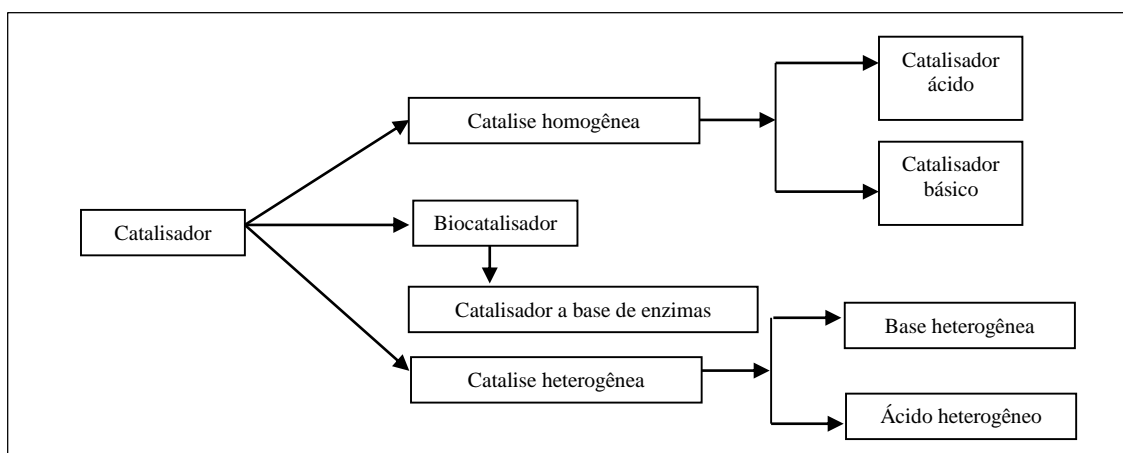 Catalisador
Catalise homogênea
Catalisador
ácido
Catalisador
básico
Biocatalisador
Catalisador a base de enzimas
Catalise heterogênea
Base heterogênea
Ácido heterogêneo